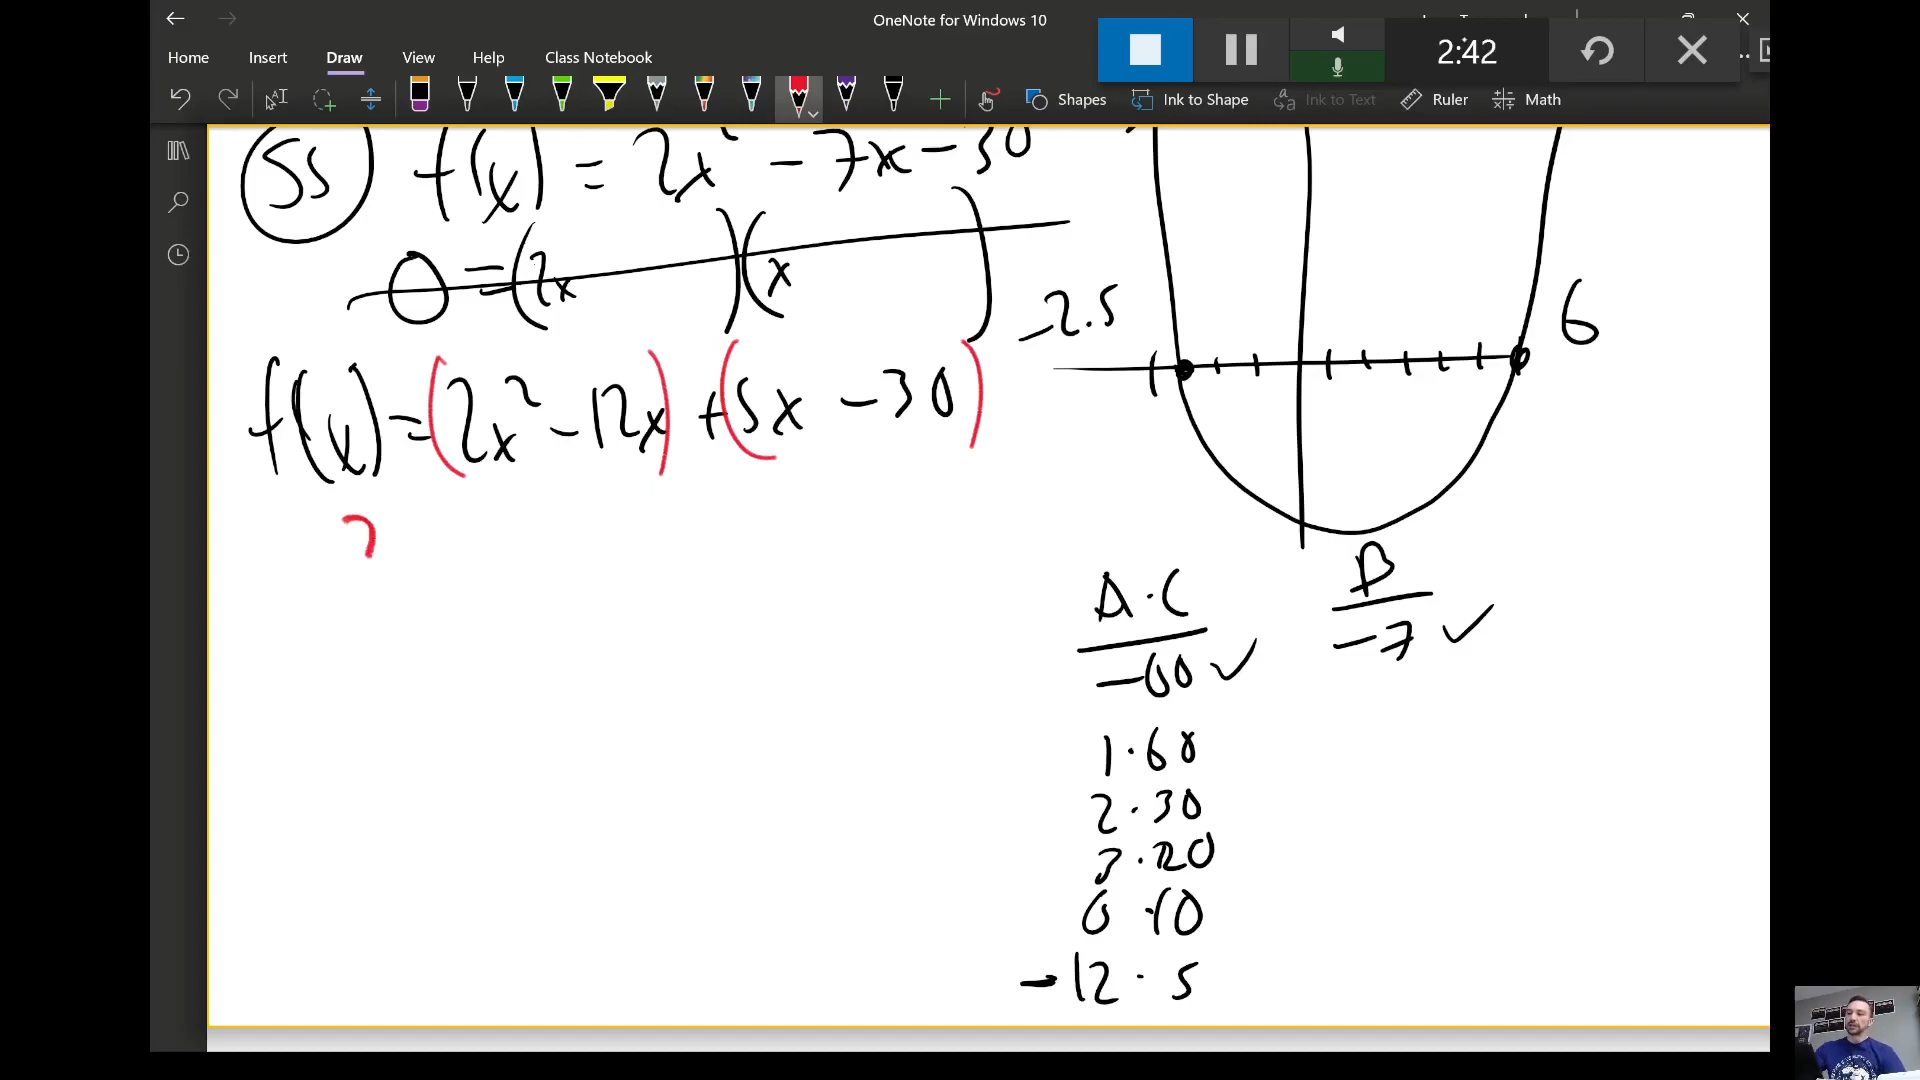 OneNote for Windows 10
2:42
Home Insert Draw View Help Class Notebook
Shapes Ink to Shape Ink to Text Ruler Math
55 f(x) = 2x² - 7x - 30
0 = (2x )(x )
-2.5
6
f(x) = (2x² - 12x) + (5x - 30)
2
A·C B
-60 ✓ -7 ✓
1·60
2·30
3·20
6·10
-12·5